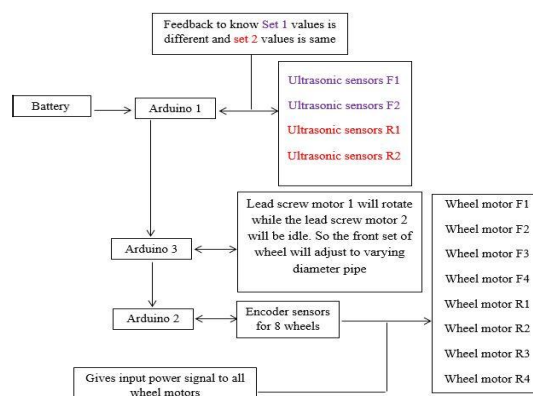 Feedback to know Set 1 values is
different and set 2 values is same
Battery
Arduino 1
Ultrasonic sensors F1
Ultrasonic sensors F2
Ultrasonic sensors R1
Ultrasonic sensors R2
Arduino 3
Lead screw motor 1 will rotate
while the lead screw motor 2
will be idle. So the front set of
wheel will adjust to varying
diameter pipe
Arduino 2
Encoder sensors
for 8 wheels
Wheel motor F1
Wheel motor F2
Wheel motor F3
Wheel motor F4
Wheel motor R1
Wheel motor R2
Wheel motor R3
Wheel motor R4
Gives input power signal to all
wheel motors